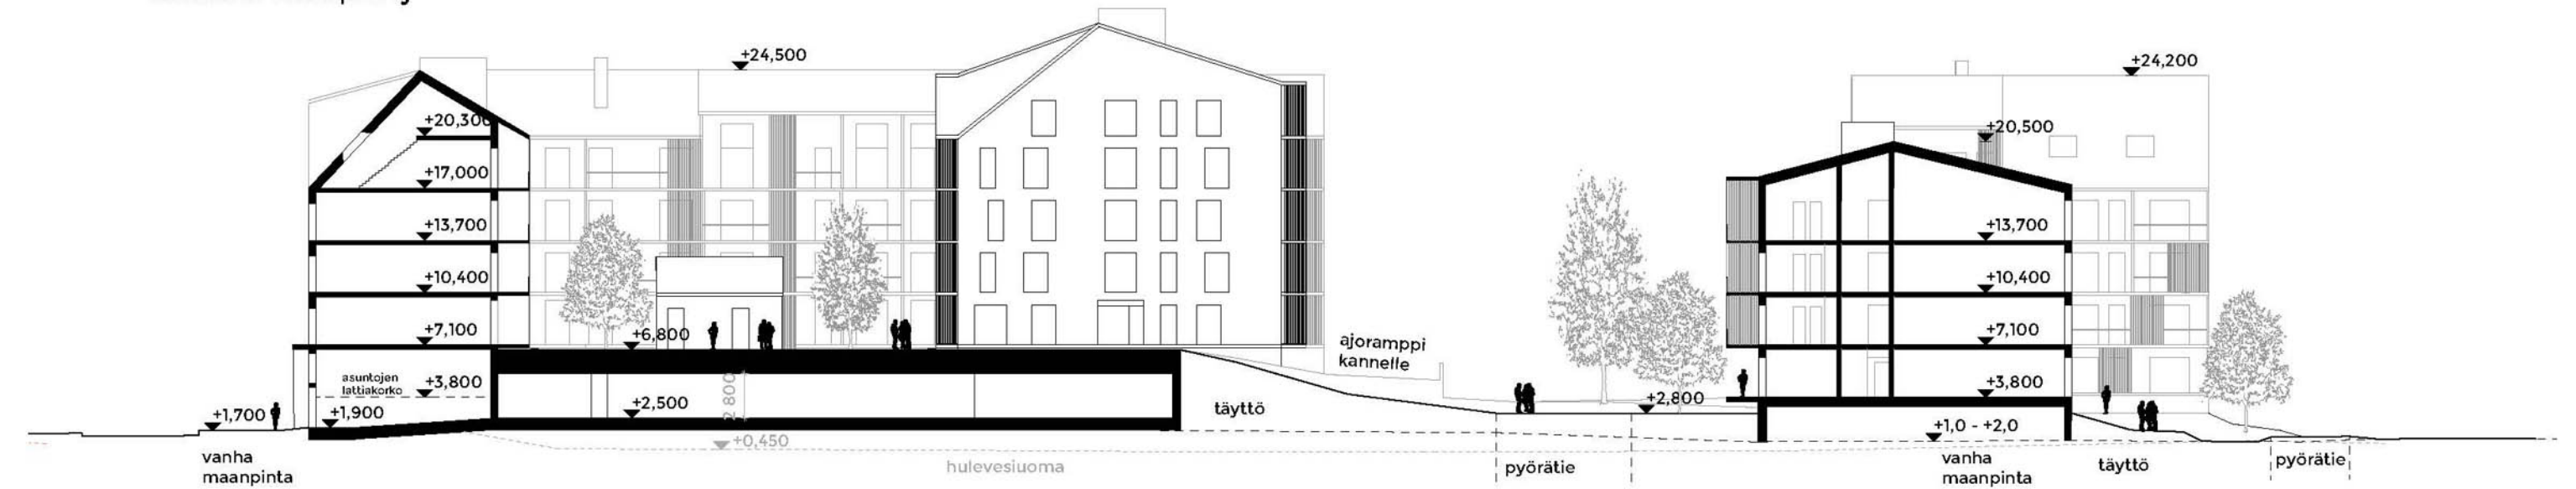 +24,500
+24,200
+20,300
+20,500
+17,000
+13,700
+13,700
+10,400
+10,400
+7,100
+6,800
+7,100
ajoramppi
kannelle
asuntojen
lattiakorko
+3,800
2 800
+3,800
+2,500
täyttö
+2,800
+1,700
+1,900
+1,0 - +2,0
+0,450
vanha
maanpinta
hulevesiuoma
pyörätie
vanha
maanpinta
täyttö
pyörätie